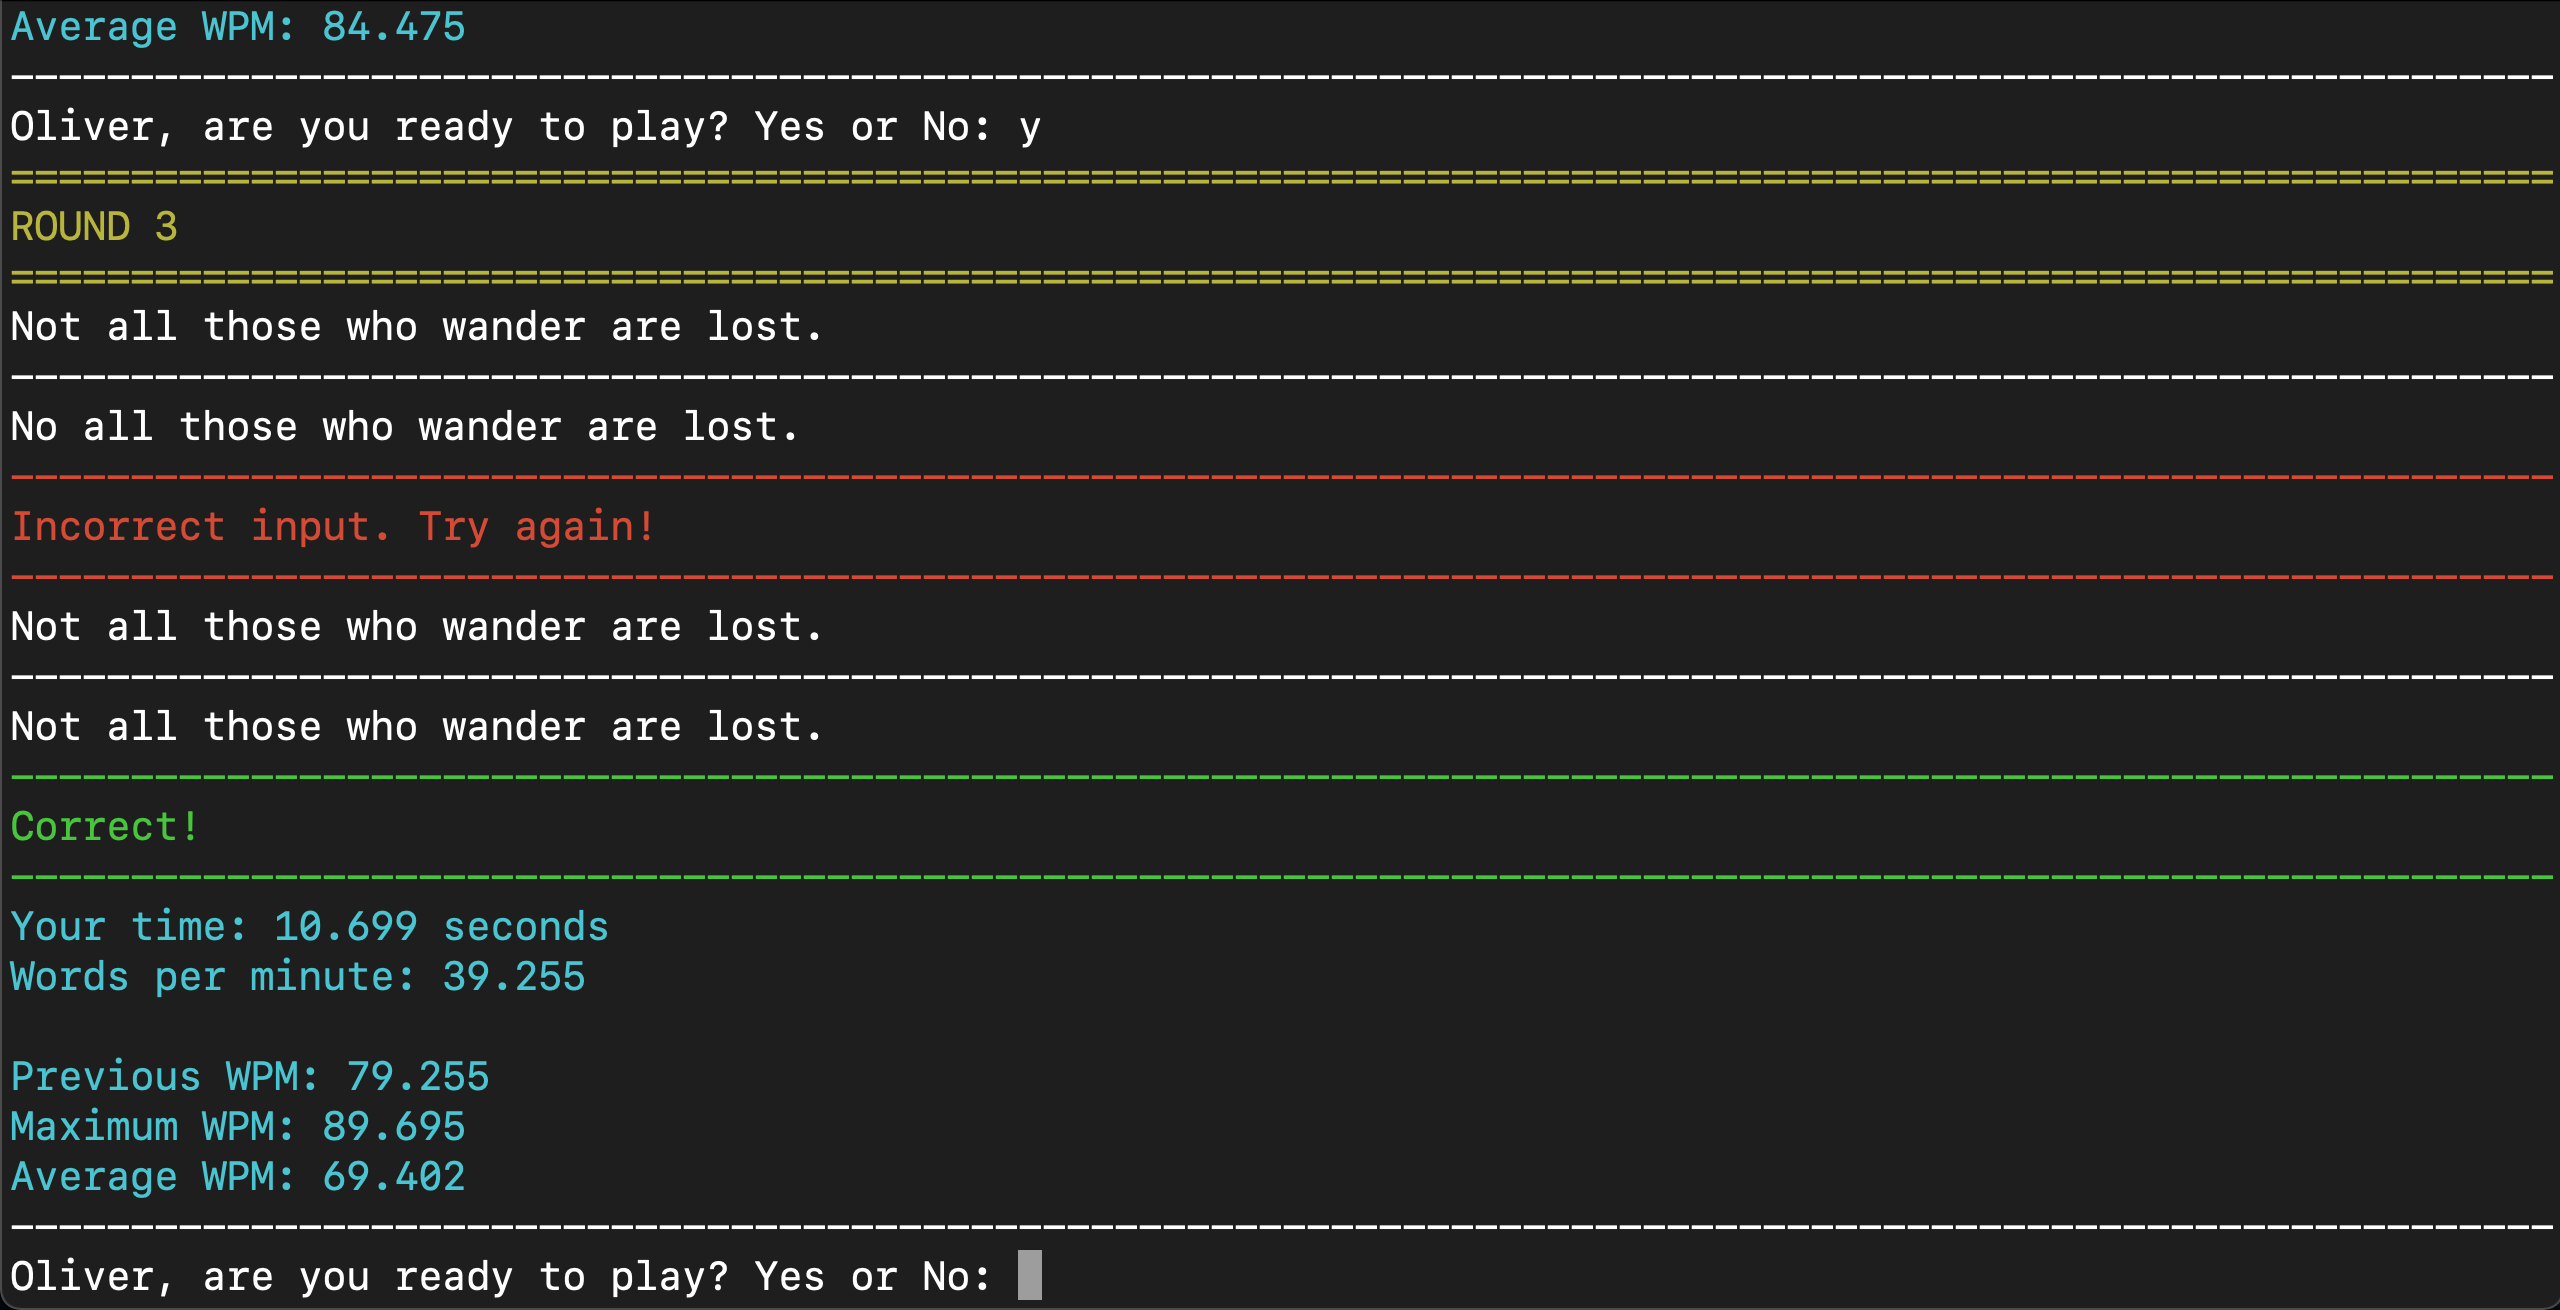 Average WPM: 84.475
----------------------------------------------------------------------------------------------------------
Oliver, are you ready to play? Yes or No: y
==========================================================================================================
ROUND 3
==========================================================================================================
Not all those who wander are lost.
----------------------------------------------------------------------------------------------------------
No all those who wander are lost.
----------------------------------------------------------------------------------------------------------
Incorrect input. Try again!
----------------------------------------------------------------------------------------------------------
Not all those who wander are lost.
----------------------------------------------------------------------------------------------------------
Not all those who wander are lost.
----------------------------------------------------------------------------------------------------------
Correct!
----------------------------------------------------------------------------------------------------------
Your time: 10.699 seconds
Words per minute: 39.255
Previous WPM: 79.255
Maximum WPM: 89.695
Average WPM: 69.402
----------------------------------------------------------------------------------------------------------
Oliver, are you ready to play? Yes or No: